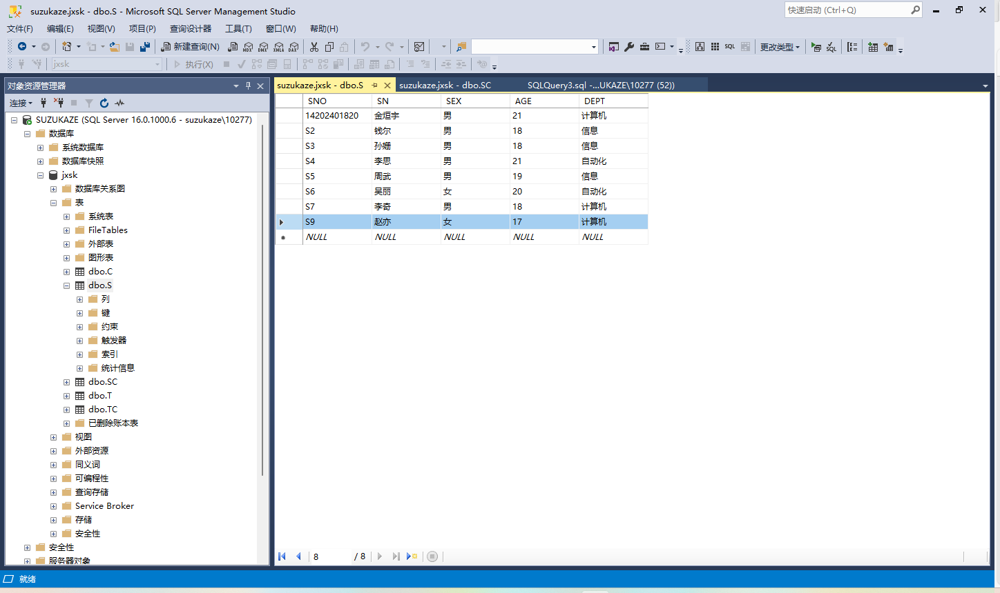 suzukaze.jxsk - dbo.S - Microsoft SQL Server Management Studio
快速启动 (Ctrl+Q)
文件(F) 编辑(E) 视图(V) 项目(P) 查询设计器 工具(T) 窗口(W) 帮助(H)
新建查询(N) MDX DMX XMLA DAX SQL 更改类型 SQL
jxsk 执行(X)
对象资源管理器
连接
SUZUKAZE (SQL Server 16.0.1000.6 - suzukaze\10277)
数据库
系统数据库
数据库快照
jxsk
数据库关系图
表
系统表
FileTables
外部表
图形表
dbo.C
dbo.S
列
键
约束
触发器
索引
统计信息
dbo.SC
dbo.T
dbo.TC
已删除账本表
视图
外部资源
同义词
可编程性
查询存储
Service Broker
存储
安全性
安全性
服务器对象
suzukaze.jxsk - dbo.S suzukaze.jxsk - dbo.SC SQLQuery3.sql -...UKAZE\10277 (52))
SNO SN SEX AGE DEPT
14202401820 金烜宇 男 21 计算机
S2 钱尔 男 18 信息
S3 孙姗 男 18 信息
S4 李思 男 21 自动化
S5 周武 男 19 信息
S6 吴丽 女 20 自动化
S7 李奇 男 18 计算机
S9 赵亦 女 17 计算机
NULL NULL NULL NULL NULL
8 / 8
就绪